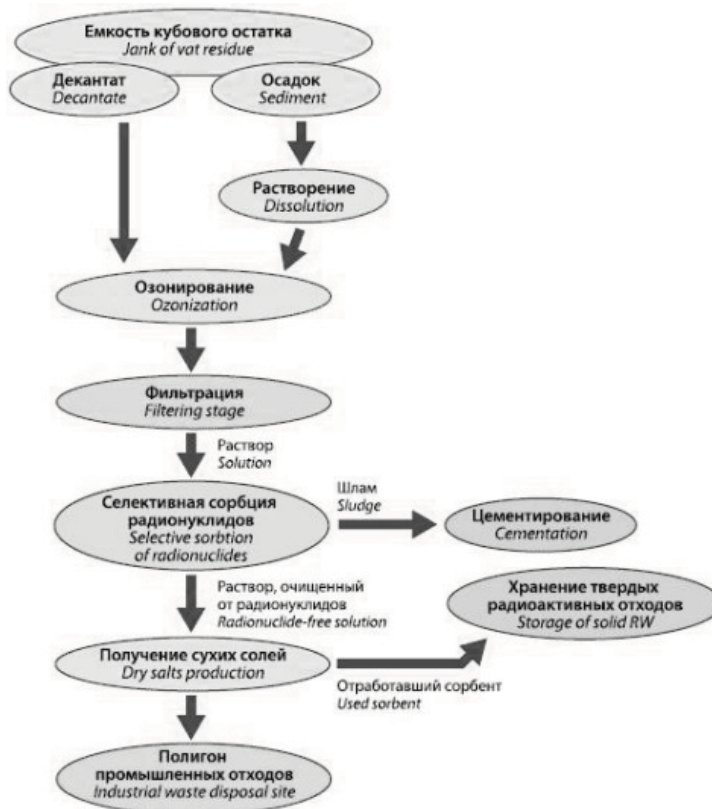 Емкость кубового остатка
Jank of vat residue
Декантат
Decantate
Осадок
Sediment
Растворение
Dissolution
Озонирование
Ozonization
Фильтрация
Filtering stage
Раствор
Solution
Селективная сорбция
радионуклидов
Selective sorbtion
of radionuclides
Шлам
Sludge
Цементирование
Cementation
Раствор, очищенный
от радионуклидов
Radionuclide-free solution
Хранение твердых
радиоактивных отходов
Storage of solid RW
Получение сухих солей
Dry salts production
Отработавший сорбент
Used sorbent
Полигон
промышленных отходов
Industrial waste disposal site